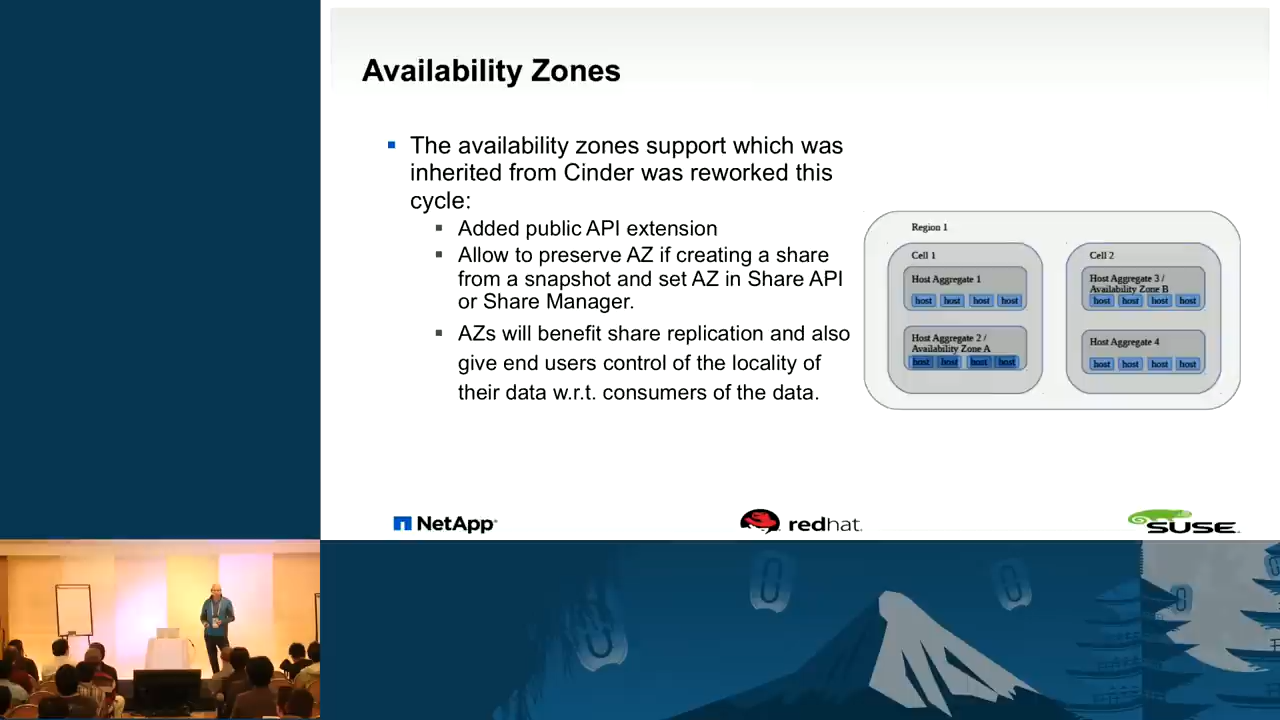 Availability Zones
The availability zones support which was
inherited from Cinder was reworked this
cycle:
Added public API extension
Allow to preserve AZ if creating a share
from a snapshot and set AZ in Share API
or Share Manager.
AZs will benefit share replication and also
give end users control of the locality of
their data w.r.t. consumers of the data.
Region 1
Cell 1
Host Aggregate 1
host host host host
Host Aggregate 2 /
Availability Zone A
host host host host
Cell 2
Host Aggregate 3 /
Availability Zone B
host host host host
Host Aggregate 4
host host host host
NetApp
redhat.
SUSE